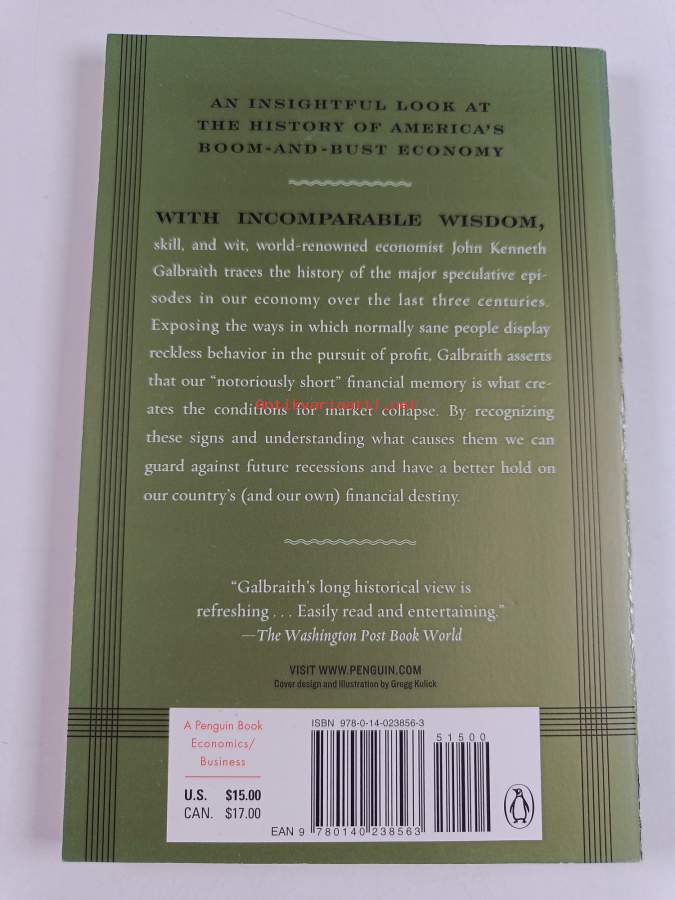 AN INSIGHTFUL LOOK AT
THE HISTORY OF AMERICA'S
BOOM-AND-BUST ECONOMY
WITH INCOMPARABLE WISDOM,
skill, and wit, world-renowned economist John Kenneth
Galbraith traces the history of the major speculative epi-
sodes in our economy over the last three centuries.
Exposing the ways in which normally sane people display
reckless behavior in the pursuit of profit, Galbraith asserts
that our “notoriously short” financial memory is what cre-
ates the conditions for market collapse. By recognizing
Antikvariaatti.net
these signs and understanding what causes them we can
guard against future recessions and have a better hold on
our country's (and our own) financial destiny.
“Galbraith's long historical view is
refreshing . . . Easily read and entertaining.”
—The Washington Post Book World
VISIT WWW.PENGUIN.COM
Cover design and illustration by Gregg Kulick
A Penguin Book
Economics/
Business
U.S. $15.00
CAN. $17.00
ISBN 978-0-14-023856-3
51500
EAN 9 780140 238563